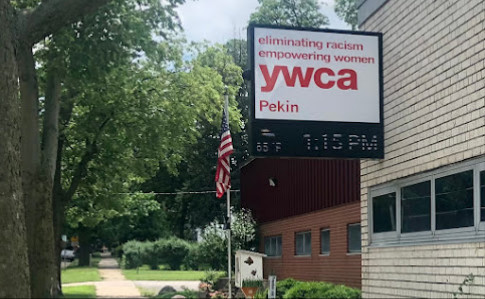 eliminating racism
empowering women
ywca
Pekin
65°F 1:15 PM